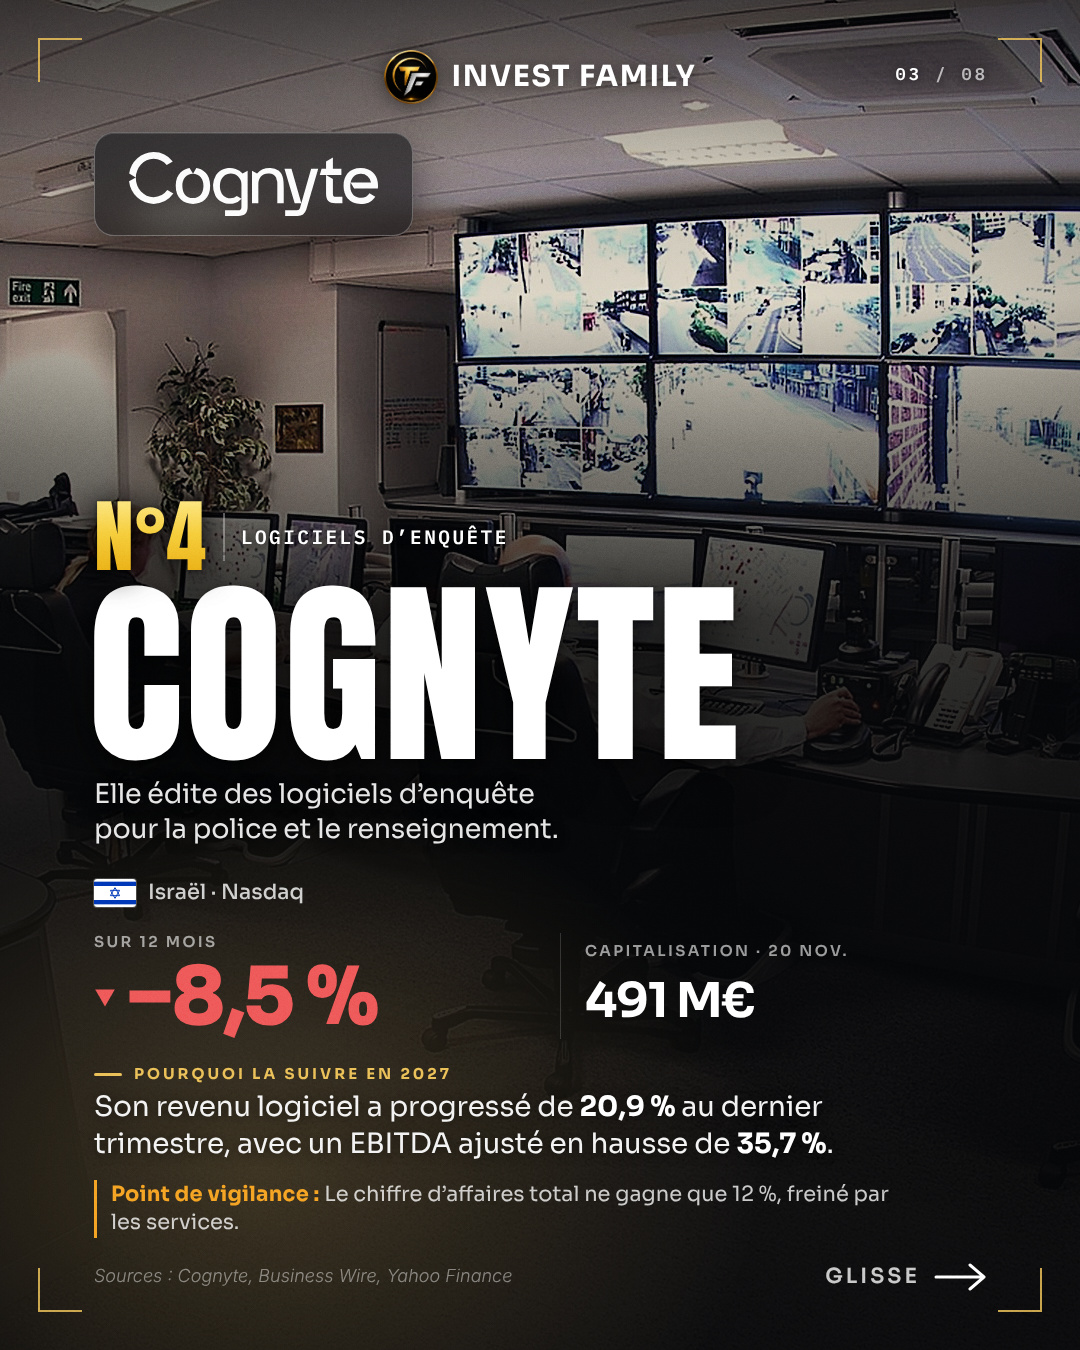 INVEST FAMILY
03 / 08
Cognyte
Fire
exit
N°4
LOGICIELS D’ENQUÊTE
COGNYTE
Elle édite des logiciels d’enquête
pour la police et le renseignement.
Israël · Nasdaq
SUR 12 MOIS
▼ –8,5 %
CAPITALISATION · 20 NOV.
491 M€
POURQUOI LA SUIVRE EN 2027
Son revenu logiciel a progressé de 20,9 % au dernier
trimestre, avec un EBITDA ajusté en hausse de 35,7 %.
Point de vigilance : Le chiffre d’affaires total ne gagne que 12 %, freiné par
les services.
Sources : Cognyte, Business Wire, Yahoo Finance
GLISSE